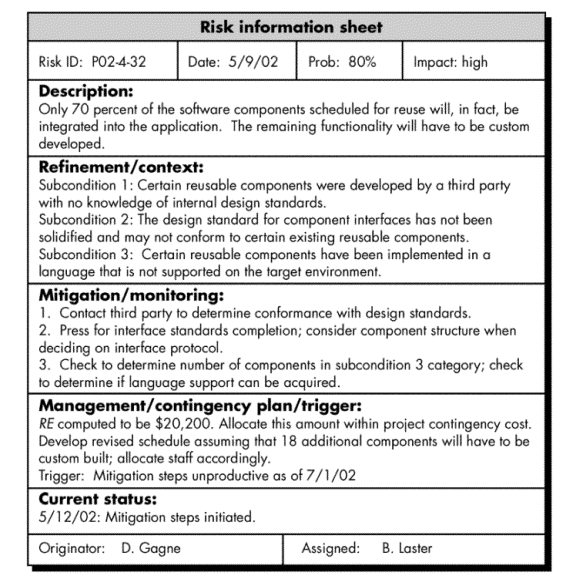 Risk information sheet
Risk ID: P02-4-32 Date: 5/9/02 Prob: 80% Impact: high
Description:
Only 70 percent of the software components scheduled for reuse will, in fact, be
integrated into the application. The remaining functionality will have to be custom
developed.
Refinement/context:
Subcondition 1: Certain reusable components were developed by a third party
with no knowledge of internal design standards.
Subcondition 2: The design standard for component interfaces has not been
solidified and may not conform to certain existing reusable components.
Subcondition 3: Certain reusable components have been implemented in a
language that is not supported on the target environment.
Mitigation/monitoring:
1. Contact third party to determine conformance with design standards.
2. Press for interface standards completion; consider component structure when
deciding on interface protocol.
3. Check to determine number of components in subcondition 3 category; check
to determine if language support can be acquired.
Management/contingency plan/trigger:
RE computed to be $20,200. Allocate this amount within project contingency cost.
Develop revised schedule assuming that 18 additional components will have to be
custom built; allocate staff accordingly.
Trigger: Mitigation steps unproductive as of 7/1/02
Current status:
5/12/02: Mitigation steps initiated.
Originator: D. Gagne Assigned: B. Laster